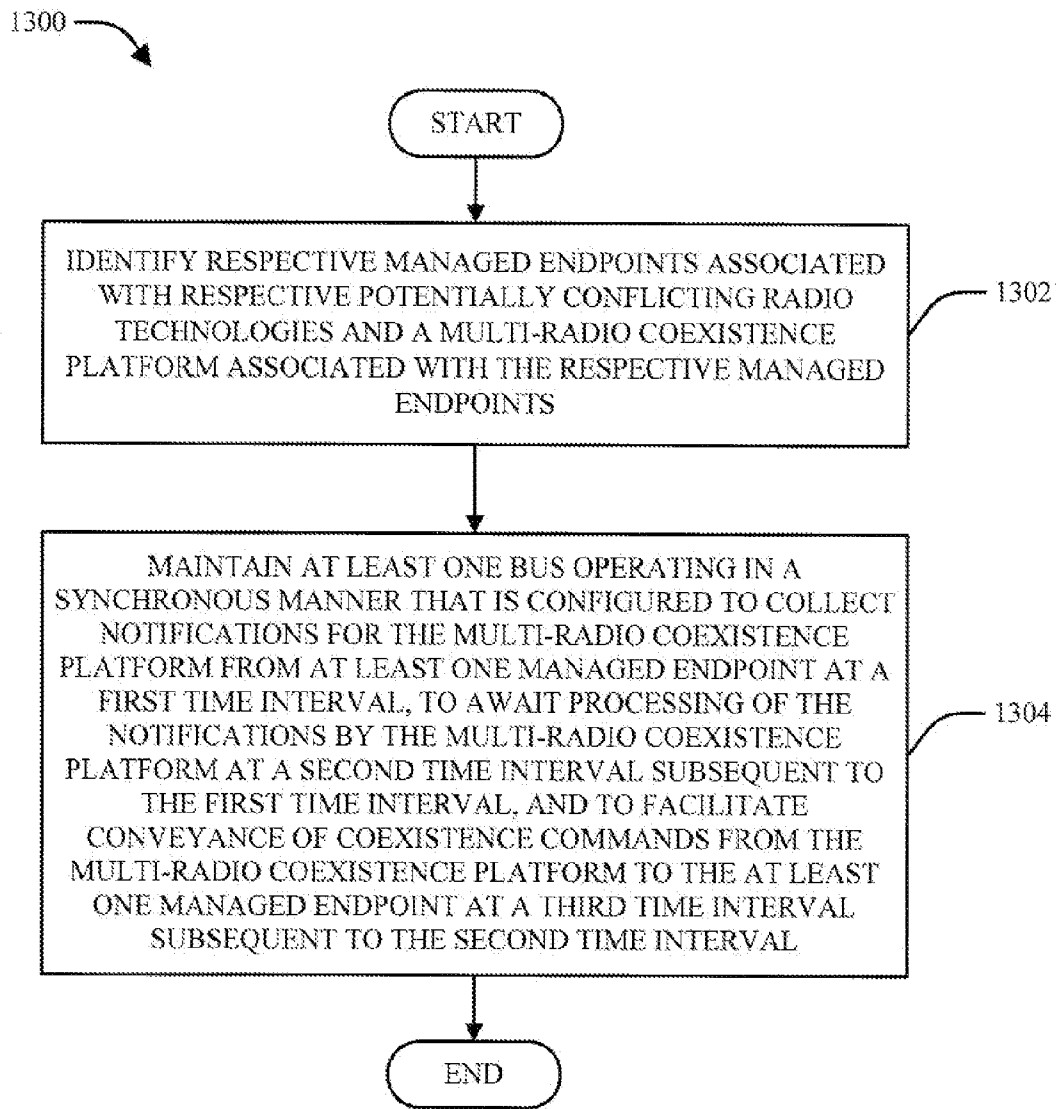 1300
START
IDENTIFY RESPECTIVE MANAGED ENDPOINTS ASSOCIATED
WITH RESPECTIVE POTENTIALLY CONFLICTING RADIO
TECHNOLOGIES AND A MULTI-RADIO COEXISTENCE
PLATFORM ASSOCIATED WITH THE RESPECTIVE MANAGED
ENDPOINTS
1302
MAINTAIN AT LEAST ONE BUS OPERATING IN A
SYNCHRONOUS MANNER THAT IS CONFIGURED TO COLLECT
NOTIFICATIONS FOR THE MULTI-RADIO COEXISTENCE
PLATFORM FROM AT LEAST ONE MANAGED ENDPOINT AT A
FIRST TIME INTERVAL, TO AWAIT PROCESSING OF THE
NOTIFICATIONS BY THE MULTI-RADIO COEXISTENCE
PLATFORM AT A SECOND TIME INTERVAL SUBSEQUENT TO
THE FIRST TIME INTERVAL, AND TO FACILITATE
CONVEYANCE OF COEXISTENCE COMMANDS FROM THE
MULTI-RADIO COEXISTENCE PLATFORM TO THE AT LEAST
ONE MANAGED ENDPOINT AT A THIRD TIME INTERVAL
SUBSEQUENT TO THE SECOND TIME INTERVAL
1304
END